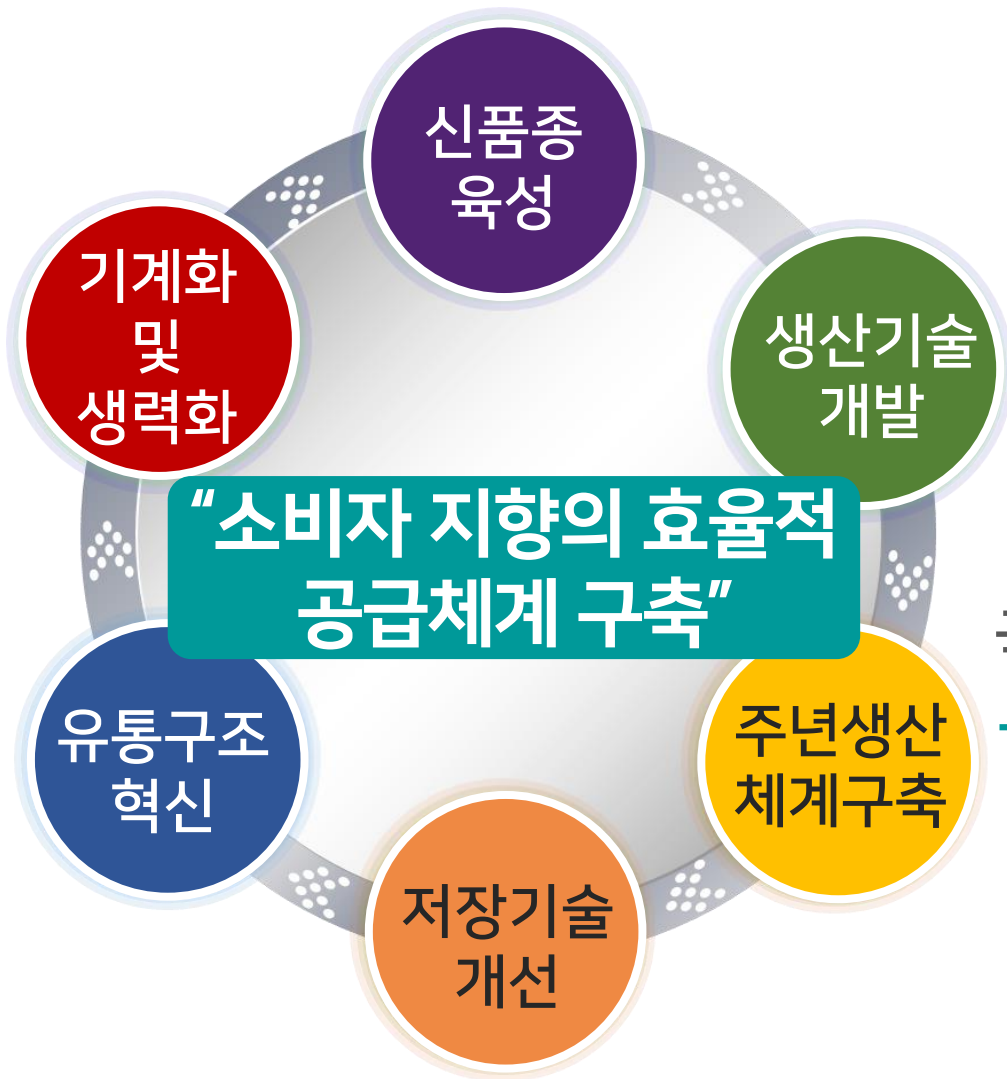 신품종
육성
기계화
및
생력화
생산기술
개발
“소비자 지향의 효율적
공급체계 구축”
유통구조
혁신
주년생산
체계구축
저장기술
개선